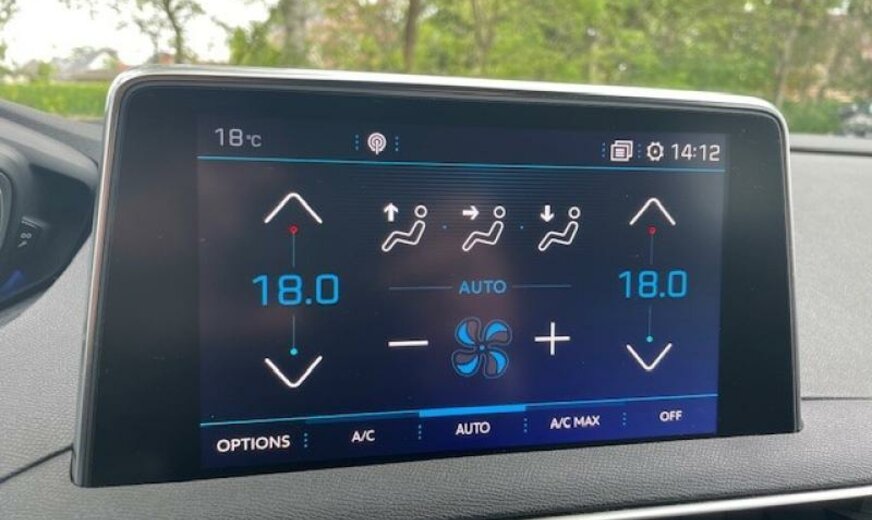 18°C 14:12
18.0 AUTO 18.0
OPTIONS A/C AUTO A/C MAX OFF